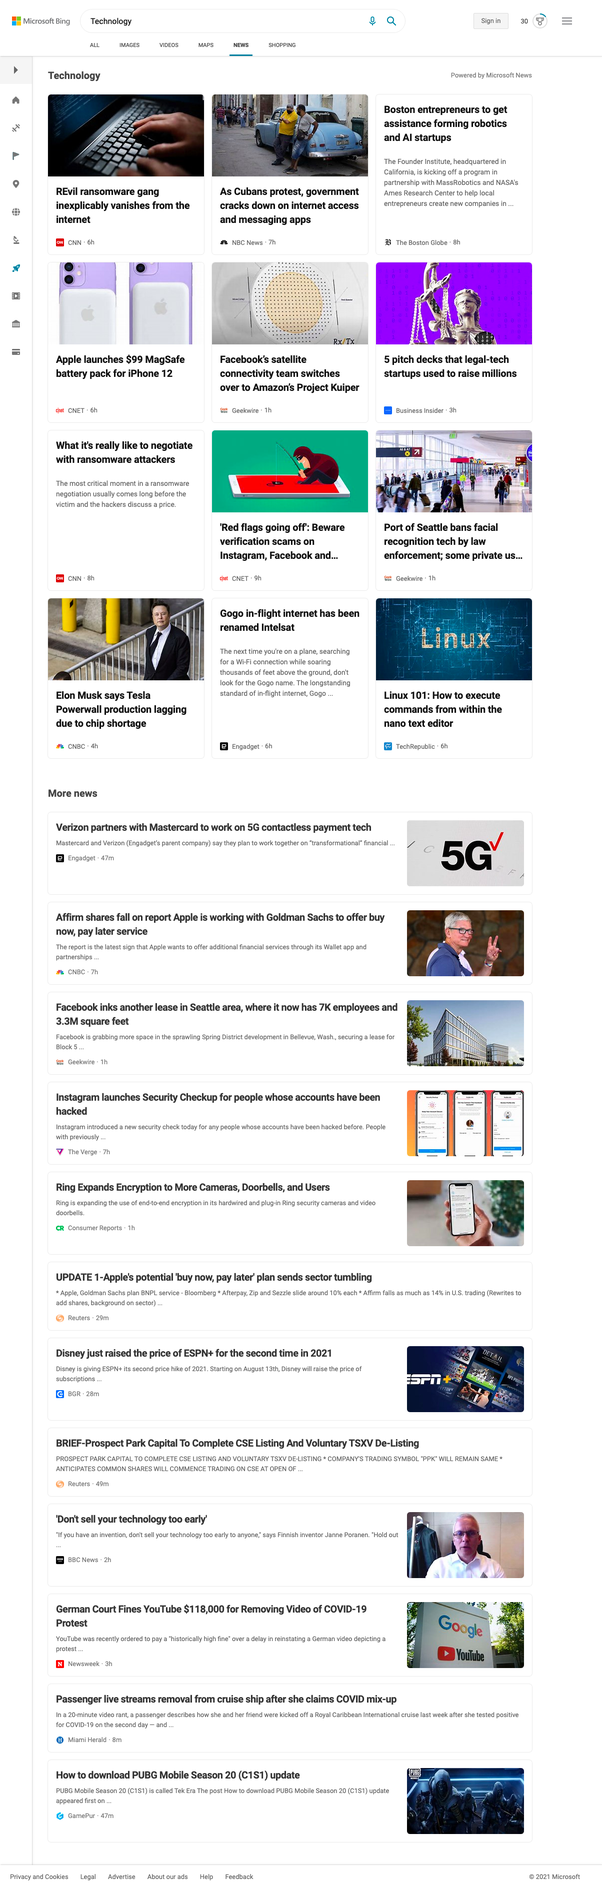 Microsoft Bing
Technology
Sign in
30
ALL IMAGES VIDEOS MAPS NEWS SHOPPING
Technology
Powered by Microsoft News
REvil ransomware gang
inexplicably vanishes from the
internet
CNN · 6h
As Cubans protest, government
cracks down on internet access
and messaging apps
NBC News · 7h
Boston entrepreneurs to get
assistance forming robotics
and AI startups
The Founder Institute, headquartered in
California, is kicking off a program in
partnership with MassRobotics and NASA's
Ames Research Center to help local
entrepreneurs create new companies in ...
The Boston Globe · 8h
Apple launches $99 MagSafe
battery pack for iPhone 12
CNET · 6h
Rx/Tx
Facebook's satellite
connectivity team switches
over to Amazon's Project Kuiper
Geekwire · 1h
5 pitch decks that legal-tech
startups used to raise millions
Business Insider · 3h
What it's really like to negotiate
with ransomware attackers
The most critical moment in a ransomware
negotiation usually comes long before the
victim and the hackers discuss a price.
CNN · 8h
'Red flags going off': Beware
verification scams on
Instagram, Facebook and...
CNET · 9h
Port of Seattle bans facial
recognition tech by law
enforcement; some private us...
Geekwire · 1h
Elon Musk says Tesla
Powerwall production lagging
due to chip shortage
CNBC · 4h
Gogo in-flight internet has been
renamed Intelsat
The next time you're on a plane, searching
for a Wi-Fi connection while soaring
thousands of feet above the ground, don't
look for the Gogo name. The longstanding
standard of in-flight internet, Gogo ...
Engadget · 6h
Linux
Linux 101: How to execute
commands from within the
nano text editor
TechRepublic · 6h
More news
Verizon partners with Mastercard to work on 5G contactless payment tech
Mastercard and Verizon (Engadget's parent company) say they plan to work together on "transformational" financial ...
Engadget · 47m
5G
Affirm shares fall on report Apple is working with Goldman Sachs to offer buy
now, pay later service
The report is the latest sign that Apple wants to offer additional financial services through its Wallet app and
partnerships ...
CNBC · 7h
Facebook inks another lease in Seattle area, where it now has 7K employees and
3.3M square feet
Facebook is grabbing more space in the sprawling Spring District development in Bellevue, Wash., securing a lease for
Block 5 ...
Geekwire · 1h
Instagram launches Security Checkup for people whose accounts have been
hacked
Instagram introduced a new security check today for any people whose accounts have been hacked before. People
with previously ...
The Verge · 7h
Ring Expands Encryption to More Cameras, Doorbells, and Users
Ring is expanding the use of end-to-end encryption in its hardwired and plug-in Ring security cameras and video
doorbells.
Consumer Reports · 1h
UPDATE 1-Apple's potential 'buy now, pay later' plan sends sector tumbling
* Apple, Goldman Sachs plan BNPL service - Bloomberg * Afterpay, Zip and Sezzle slide around 10% each * Affirm falls as much as 14% in U.S. trading (Rewrites to
add shares, background on sector) ...
Reuters · 29m
Disney just raised the price of ESPN+ for the second time in 2021
Disney is giving ESPN+ its second price hike of 2021. Starting on August 13th, Disney will raise the price of
subscriptions ...
BGR · 28m
ESPN+
DETAIL
BRIEF-Prospect Park Capital To Complete CSE Listing And Voluntary TSXV De-Listing
PROSPECT PARK CAPITAL TO COMPLETE CSE LISTING AND VOLUNTARY TSXV DE-LISTING * COMPANY'S TRADING SYMBOL "PPK" WILL REMAIN SAME *
ANTICIPATES COMMON SHARES WILL COMMENCE TRADING ON CSE AT OPEN OF ...
Reuters · 49m
'Don't sell your technology too early'
"If you have an invention, don't sell your technology too early to anyone," says Finnish inventor Janne Poranen. "Hold out
...
BBC News · 2h
German Court Fines YouTube $118,000 for Removing Video of COVID-19
Protest
YouTube was recently ordered to pay a "historically high fine" over a delay in reinstating a German video depicting a
protest ...
Newsweek · 3h
Google
YouTube
Passenger live streams removal from cruise ship after she claims COVID mix-up
In a 20-minute video rant, a passenger describes how she and her friend were kicked off a Royal Caribbean International cruise last week after she tested positive
for COVID-19 on the second day — and ...
Miami Herald · 8m
How to download PUBG Mobile Season 20 (C1S1) update
PUBG Mobile Season 20 (C1S1) is called Tek Era The post How to download PUBG Mobile Season 20 (C1S1) update
appeared first on ...
GamePur · 47m
PUBG
Privacy and Cookies Legal Advertise About our ads Help Feedback
© 2021 Microsoft